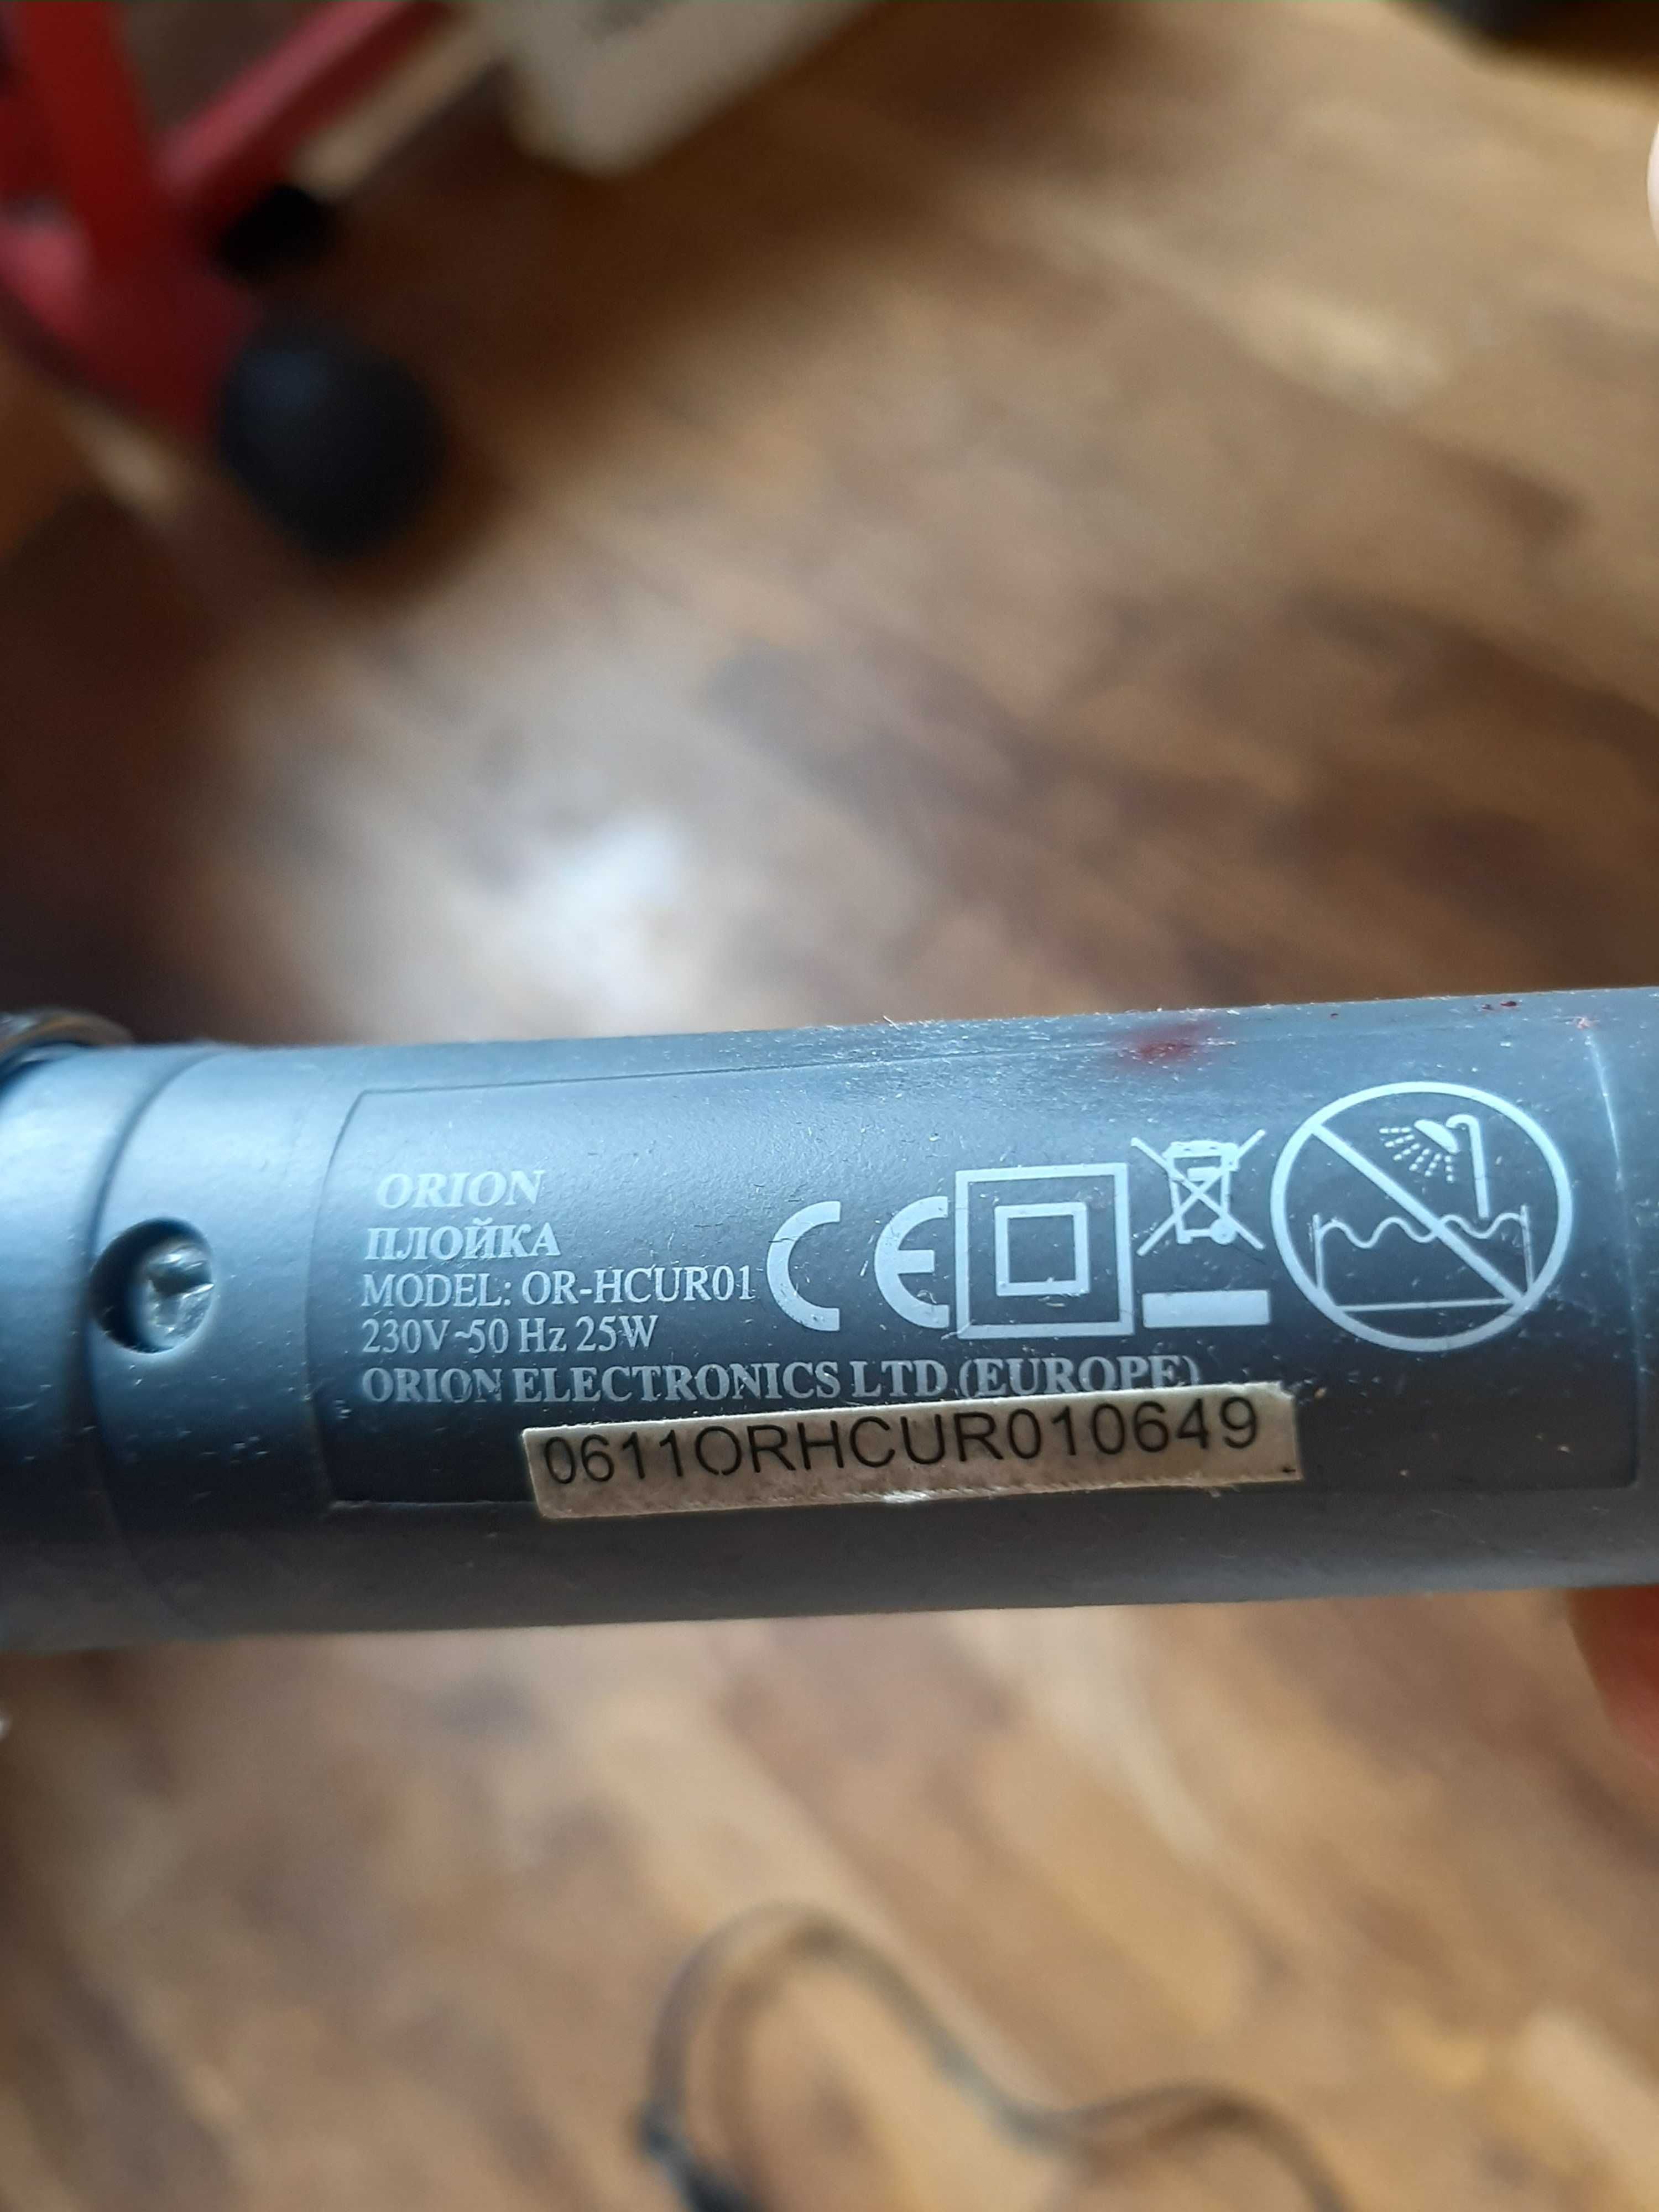 ORION
ПЛОЙКА
MODEL: OR-HCUR01
230V~50 Hz 25W
ORION ELECTRONICS LTD (EUROPE)
0611ORHCUR010649